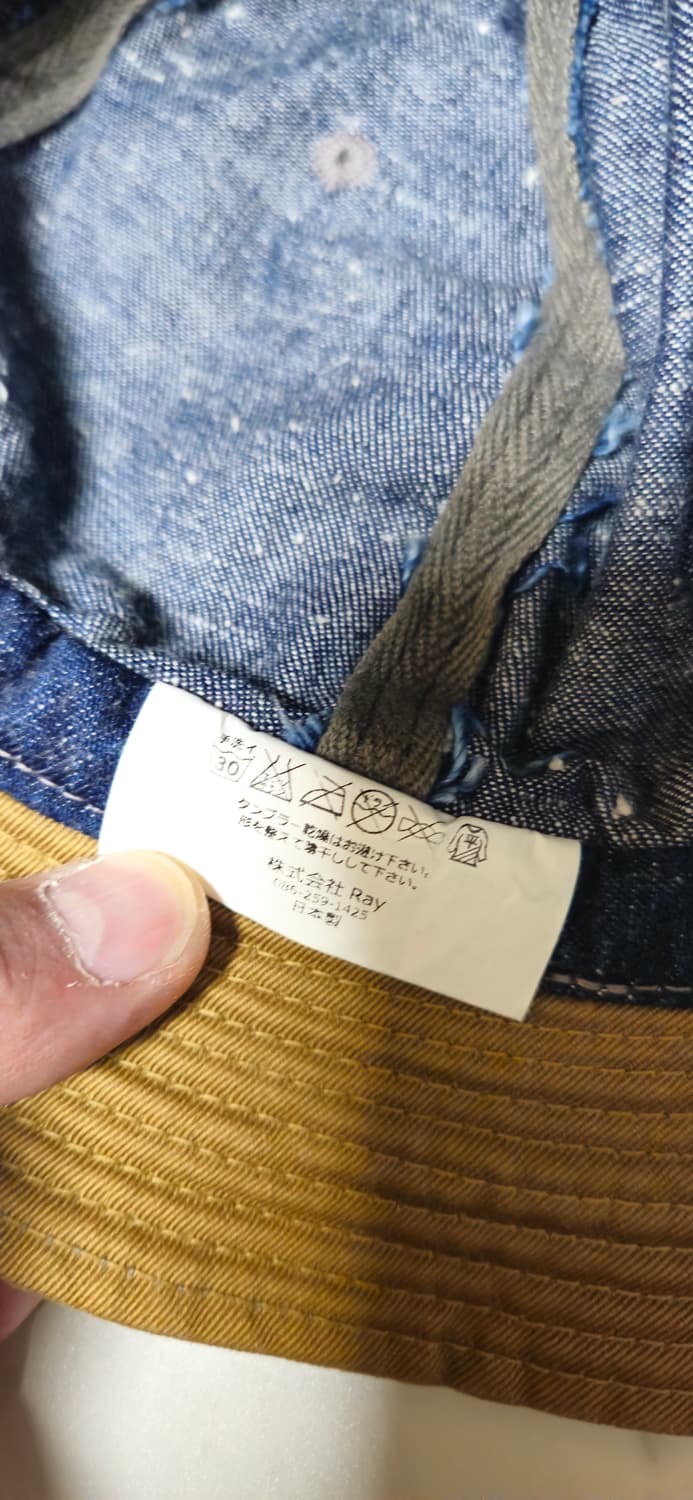 手洗イ
30
平
タンブラー乾燥はお避け下さい。
形を整えて陰干しして下さい。
株式会社 Ray
086-259-1425
日本製